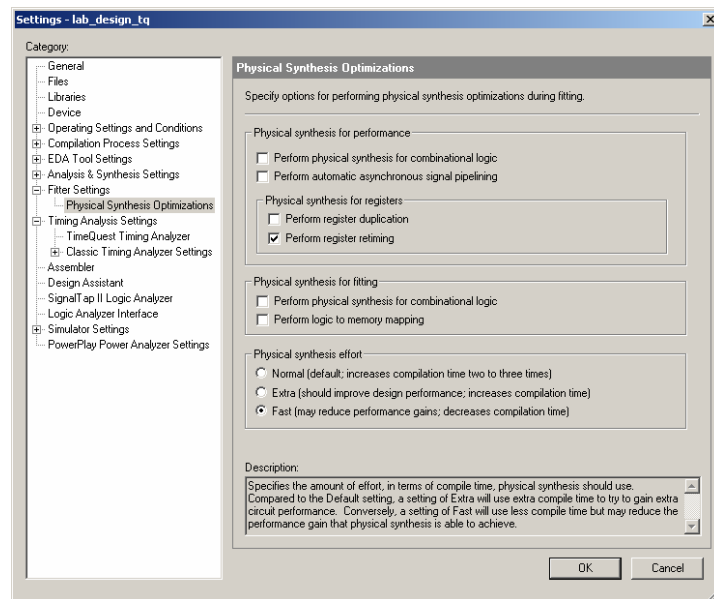 Settings - lab_design_tq
Category:
General
Files
Libraries
Device
Operating Settings and Conditions
Compilation Process Settings
EDA Tool Settings
Analysis & Synthesis Settings
Fitter Settings
Physical Synthesis Optimizations
Timing Analysis Settings
TimeQuest Timing Analyzer
Classic Timing Analyzer Settings
Assembler
Design Assistant
SignalTap II Logic Analyzer
Logic Analyzer Interface
Simulator Settings
PowerPlay Power Analyzer Settings
Physical Synthesis Optimizations
Specify options for performing physical synthesis optimizations during fitting.
Physical synthesis for performance
Perform physical synthesis for combinational logic
Perform automatic asynchronous signal pipelining
Physical synthesis for registers
Perform register duplication
Perform register retiming
Physical synthesis for fitting
Perform physical synthesis for combinational logic
Perform logic to memory mapping
Physical synthesis effort
Normal (default; increases compilation time two to three times)
Extra (should improve design performance; increases compilation time)
Fast (may reduce performance gains; decreases compilation time)
Description:
Specifies the amount of effort, in terms of compile time, physical synthesis should use.
Compared to the Default setting, a setting of Extra will use extra compile time to try to gain extra
circuit performance.  Conversely, a setting of Fast will use less compile time but may reduce the
performance gain that physical synthesis is able to achieve.
OK
Cancel